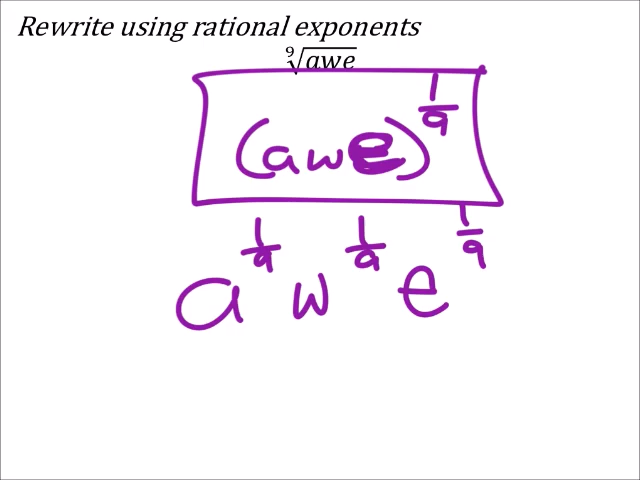 Rewrite using rational exponents
⁹√awe
(awe)^(1/9)
a^(1/9) w^(1/9) e^(1/9)